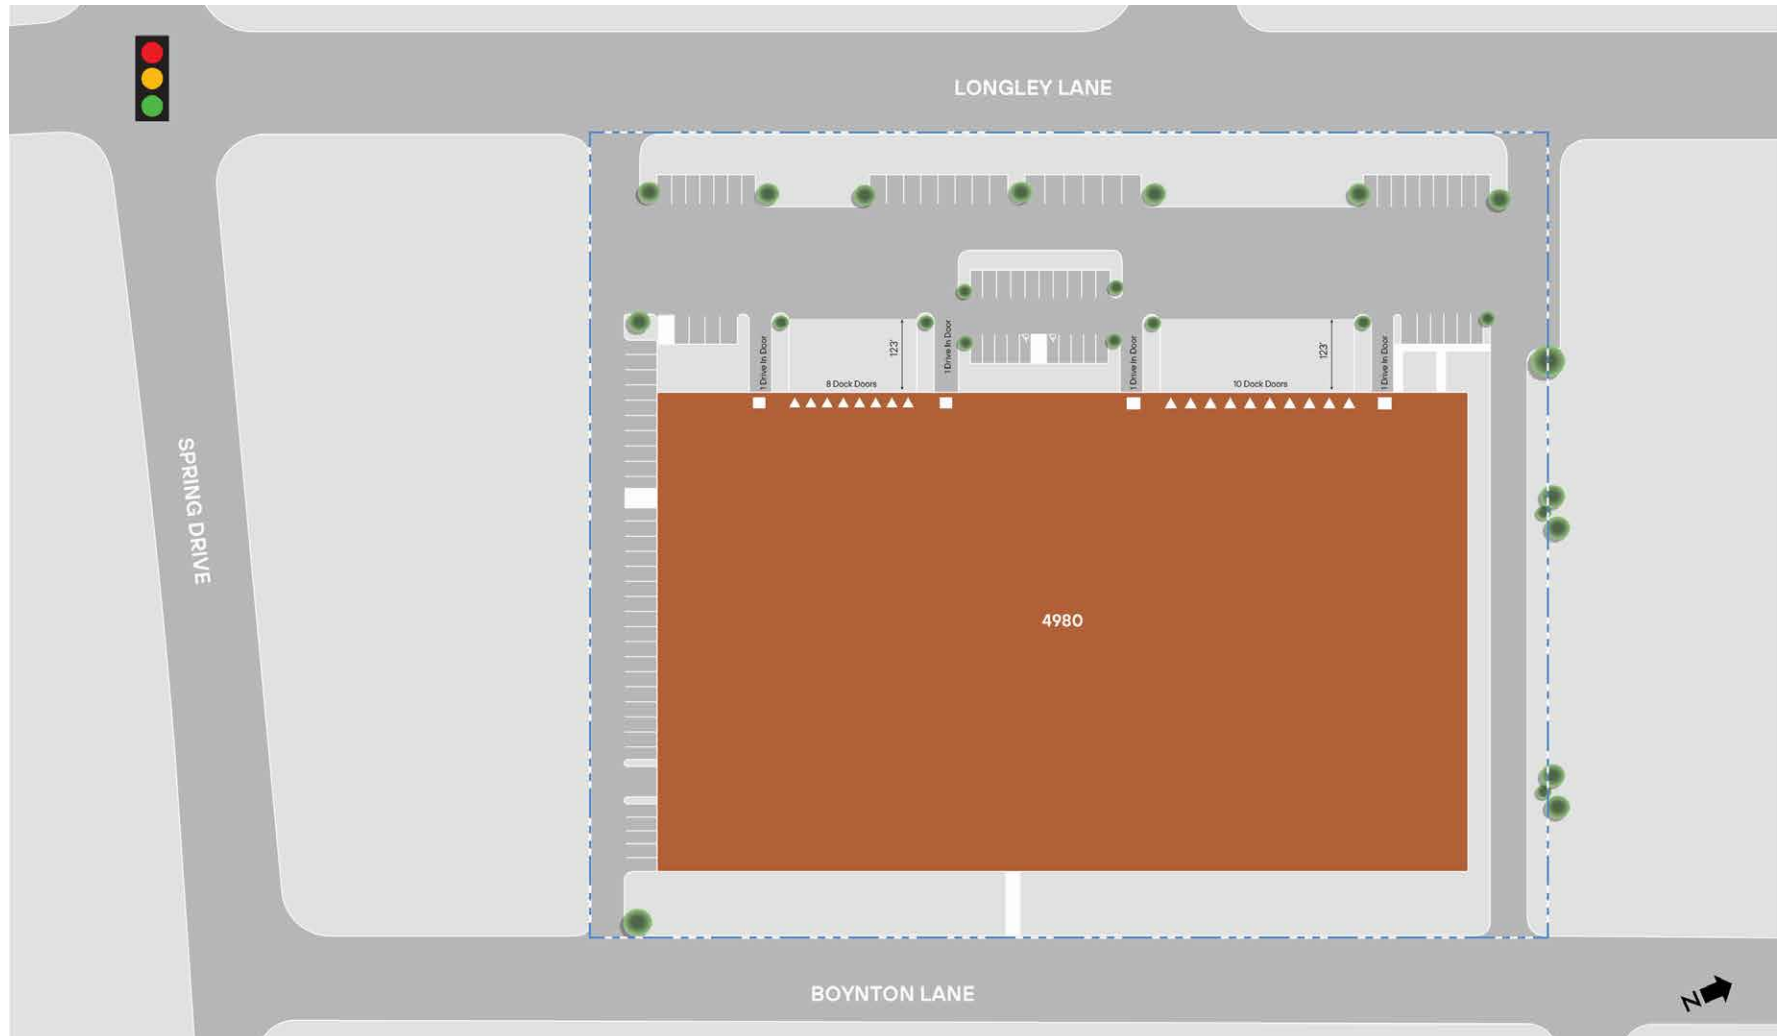 LONGLEY LANE
SPRING DRIVE
1 Drive In Door
8 Dock Doors
123'
1 Drive In Door
1 Drive In Door
10 Dock Doors
123'
1 Drive In Door
4980
BOYNTON LANE
N